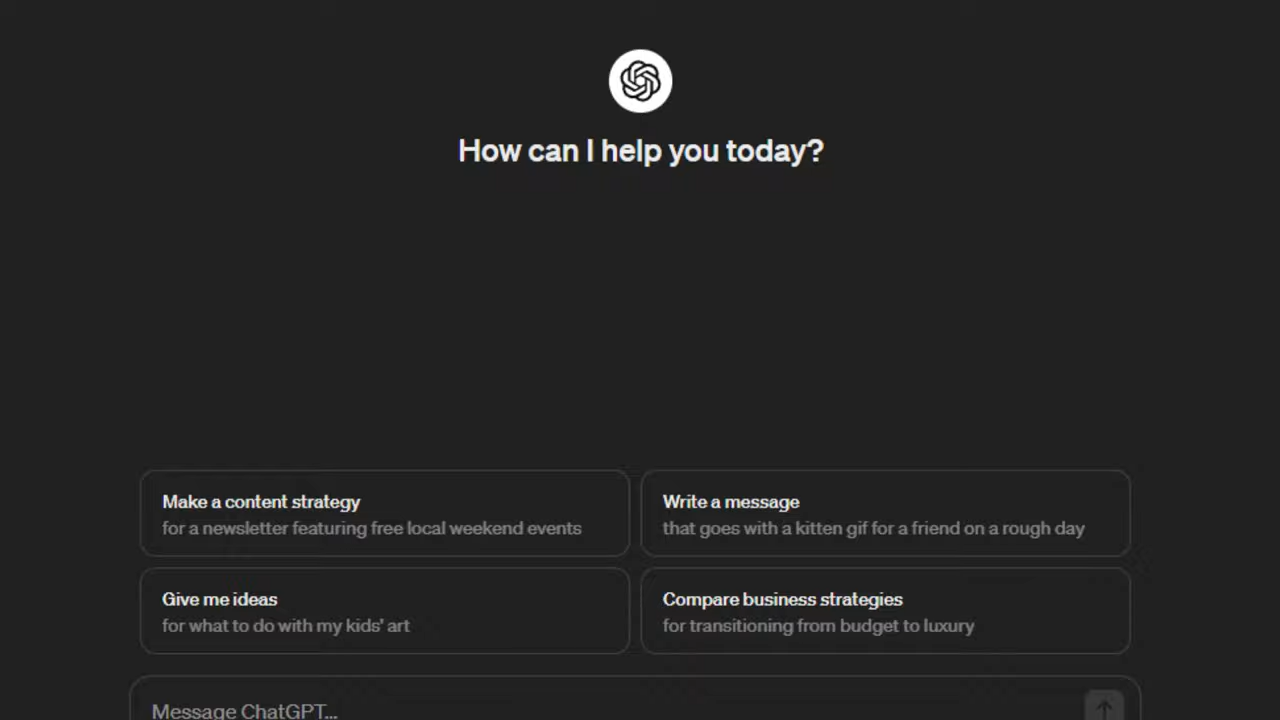 How can I help you today?
Make a content strategy
for a newsletter featuring free local weekend events
Write a message
that goes with a kitten gif for a friend on a rough day
Give me ideas
for what to do with my kids' art
Compare business strategies
for transitioning from budget to luxury
Message ChatGPT...